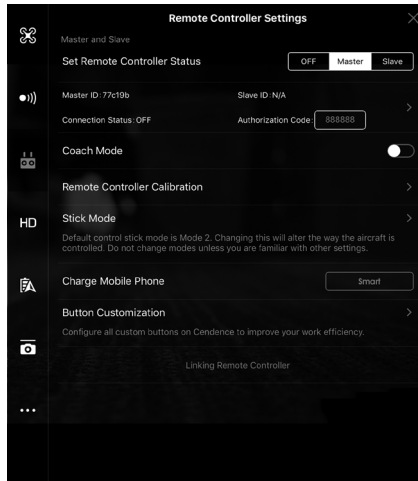 Remote Controller Settings
Master and Slave
Set Remote Controller Status
OFF Master Slave
Master ID: 77c19b Slave ID: N/A
Connection Status: OFF Authorization Code: 888888
Coach Mode
Remote Controller Calibration
HD
Stick Mode
Default control stick mode is Mode 2. Changing this will alter the way the aircraft is
controlled. Do not change modes unless you are familiar with other settings.
Charge Mobile Phone Smart
Button Customization
Configure all custom buttons on Cendence to improve your work efficiency.
Linking Remote Controller